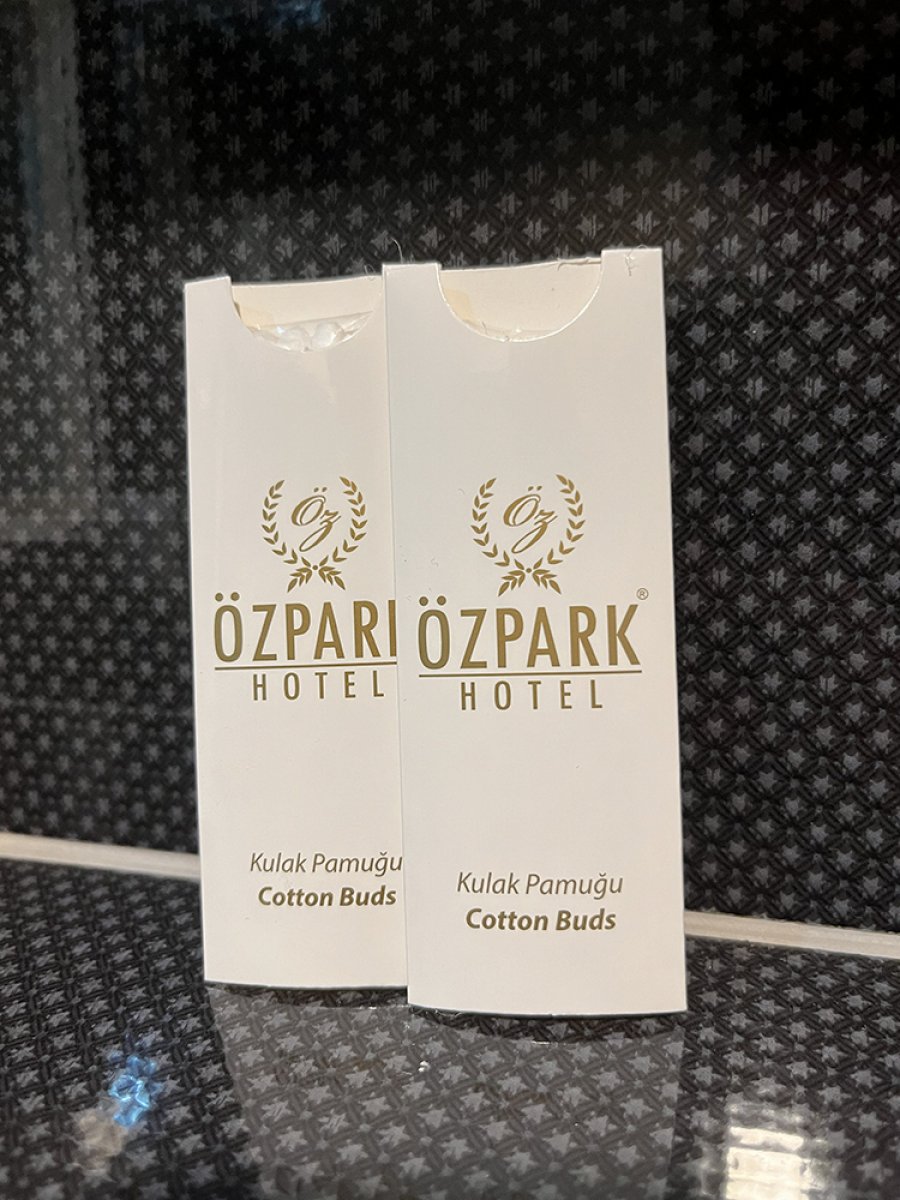 Öz
ÖZPARK
HOTEL
Kulak Pamuğu
Cotton Buds
Öz
ÖZPARK®
HOTEL
Kulak Pamuğu
Cotton Buds